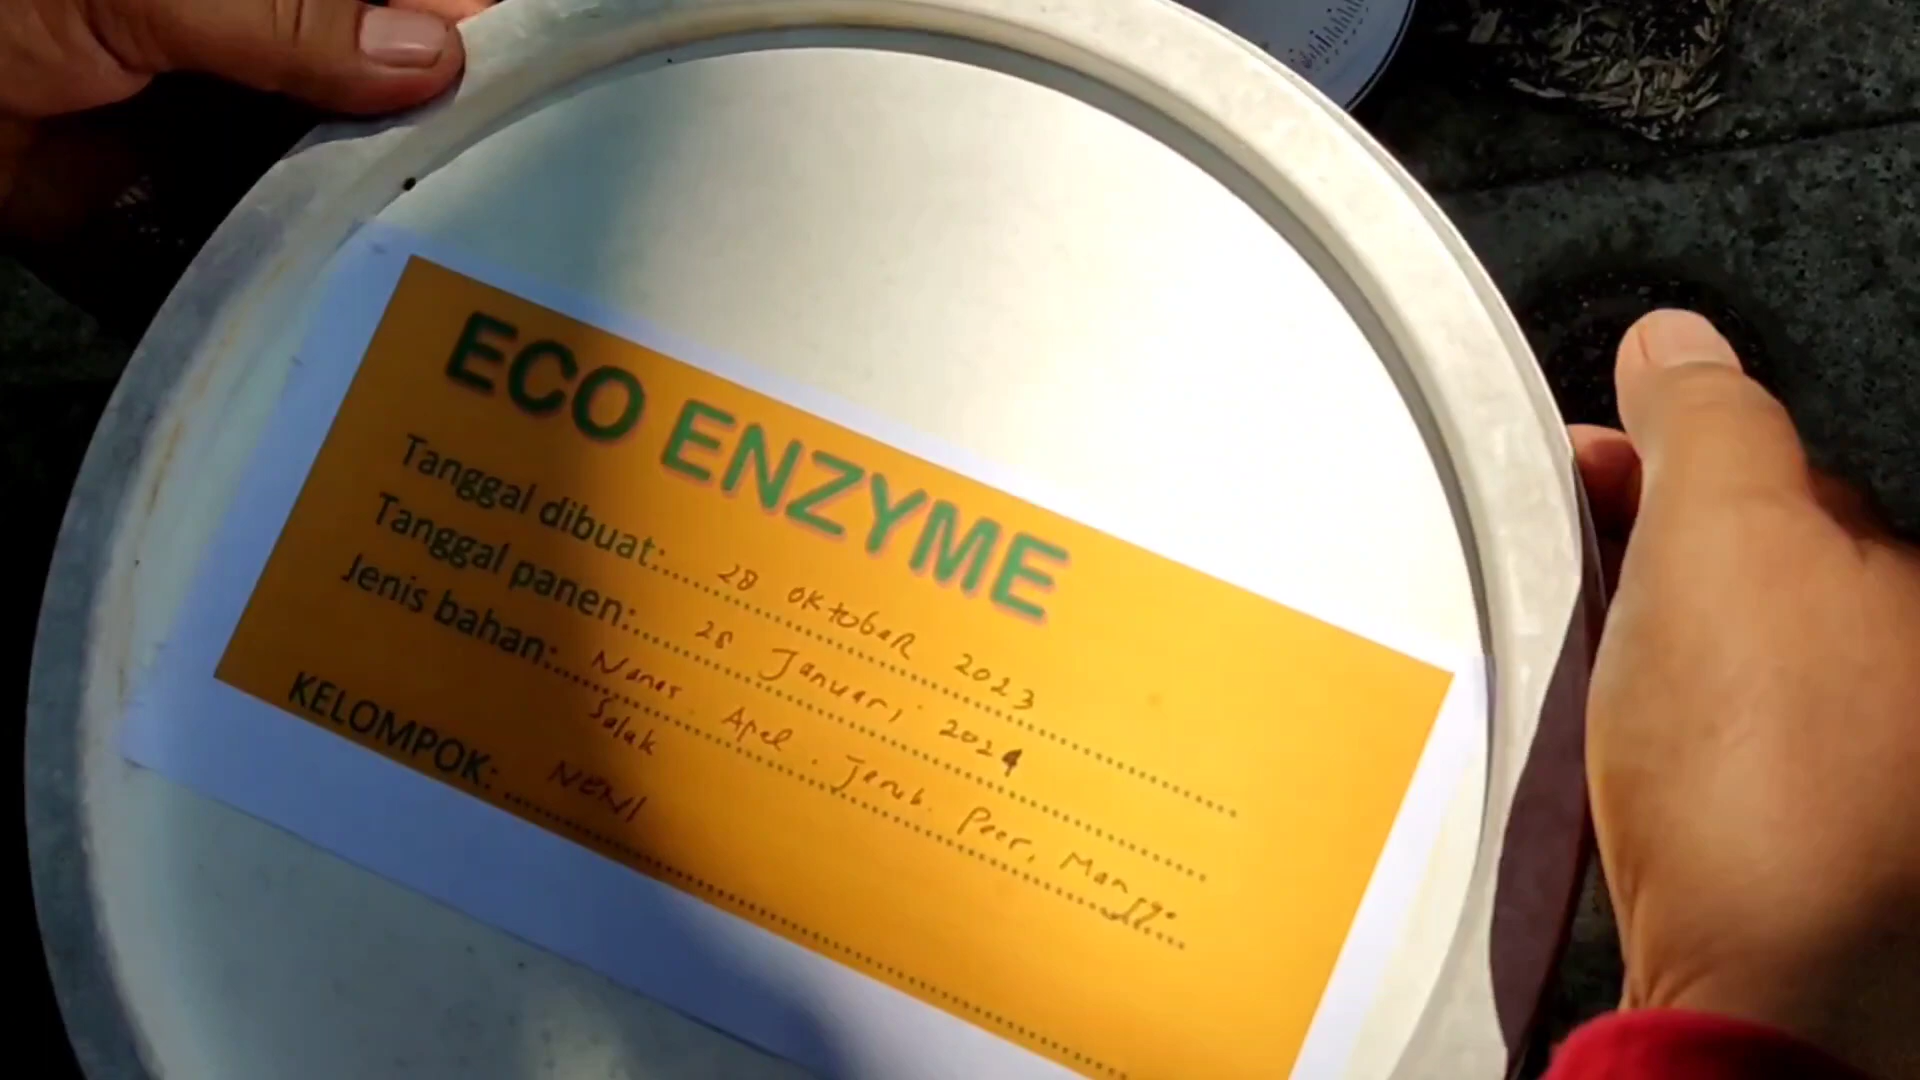 ECO ENZYME
Tanggal dibuat:..... 28 Oktober 2023
Tanggal panen:.... 28 Januari 2024
Jenis bahan:.. Nanas. Apel. Jeruk. Peer, Mangga.
Salak
KELOMPOK: NEWI